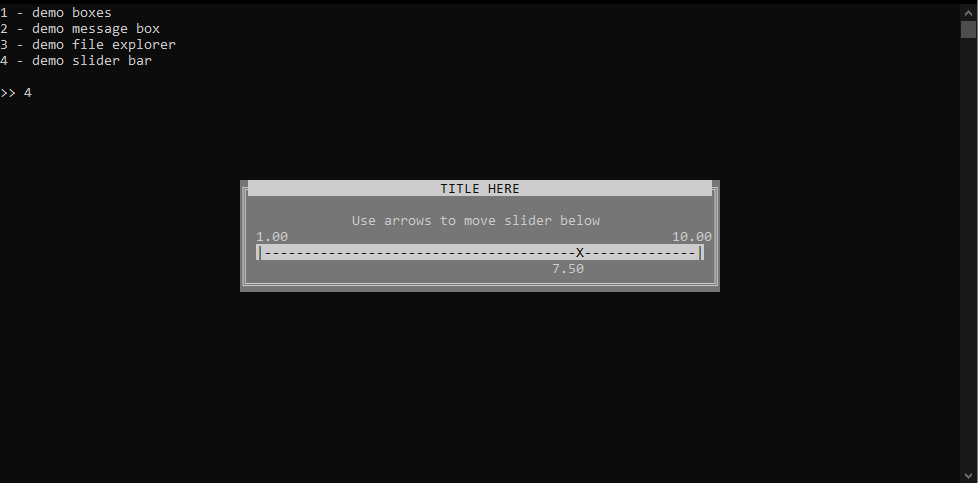 1 - demo boxes
2 - demo message box
3 - demo file explorer
4 - demo slider bar
>> 4
TITLE HERE
Use arrows to move slider below
1.00 10.00
|----------------------------------------X--------------|
7.50